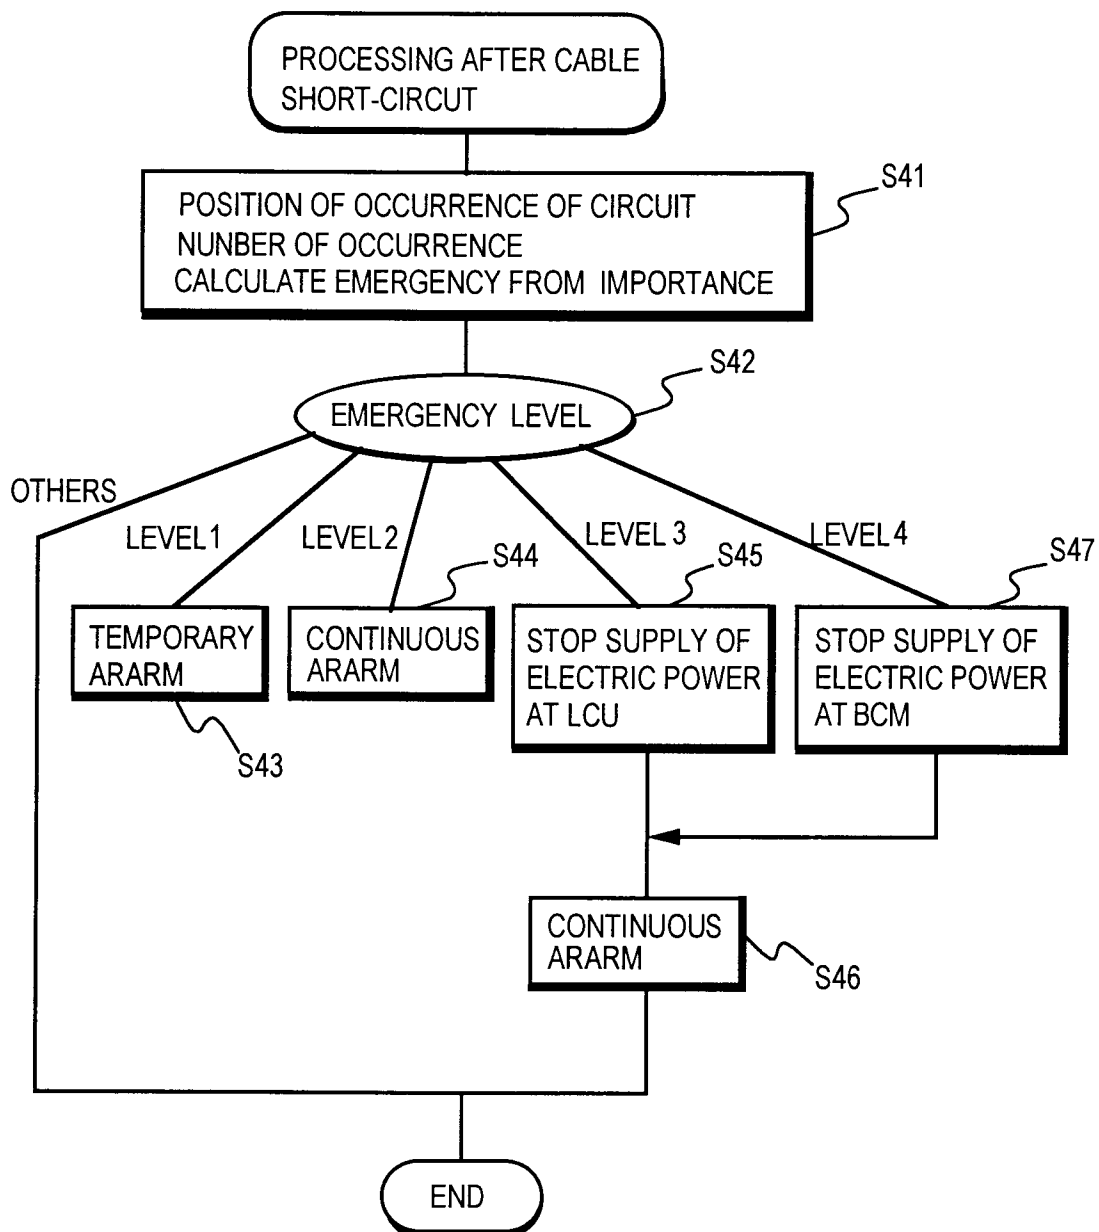 PROCESSING AFTER CABLE
SHORT-CIRCUT
S41
POSITION OF OCCURRENCE OF CIRCUIT
NUNBER OF OCCURRENCE
CALCULATE EMERGENCY FROM IMPORTANCE
S42
EMERGENCY LEVEL
OTHERS
LEVEL1
LEVEL2
LEVEL 3
LEVEL4
S44
S45
S47
TEMPORARY
ARARM
CONTINUOUS
ARARM
STOP SUPPLY OF
ELECTRIC POWER
AT LCU
STOP SUPPLY OF
ELECTRIC POWER
AT BCM
S43
CONTINUOUS
ARARM
S46
END